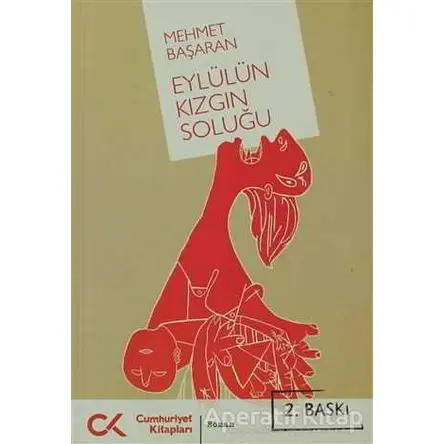 MEHMET
BAŞARAN
EYLÜLÜN
KIZGIN
SOLUĞU
CK
Cumhuriyet
Kitapları
Roman
2. BASKI
Aperatif Kitap